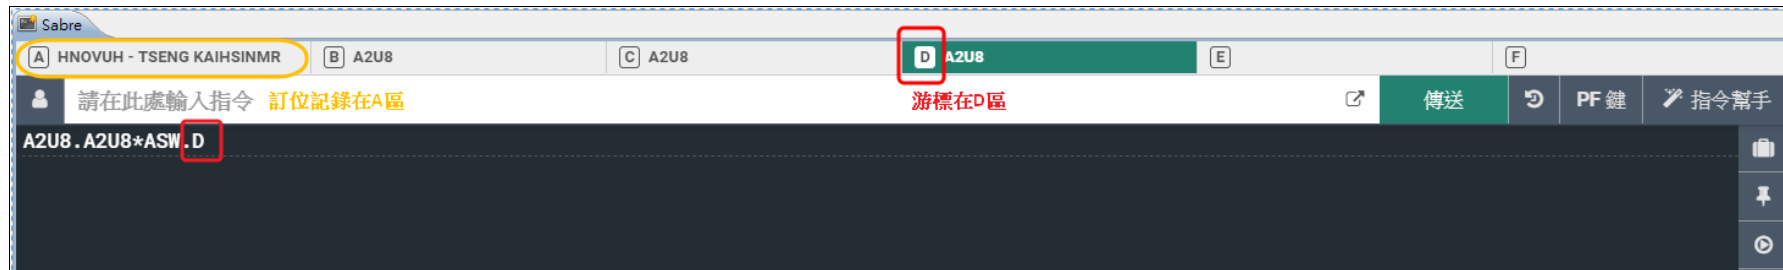 Sabre
A HNOVUH - TSENG KAIHSINMR B A2U8 C A2U8 D A2U8 E F
請在此處輸入指令 訂位記錄在A區 游標在D區 傳送 PF 鍵 指令幫手
A2U8.A2U8*ASW.D